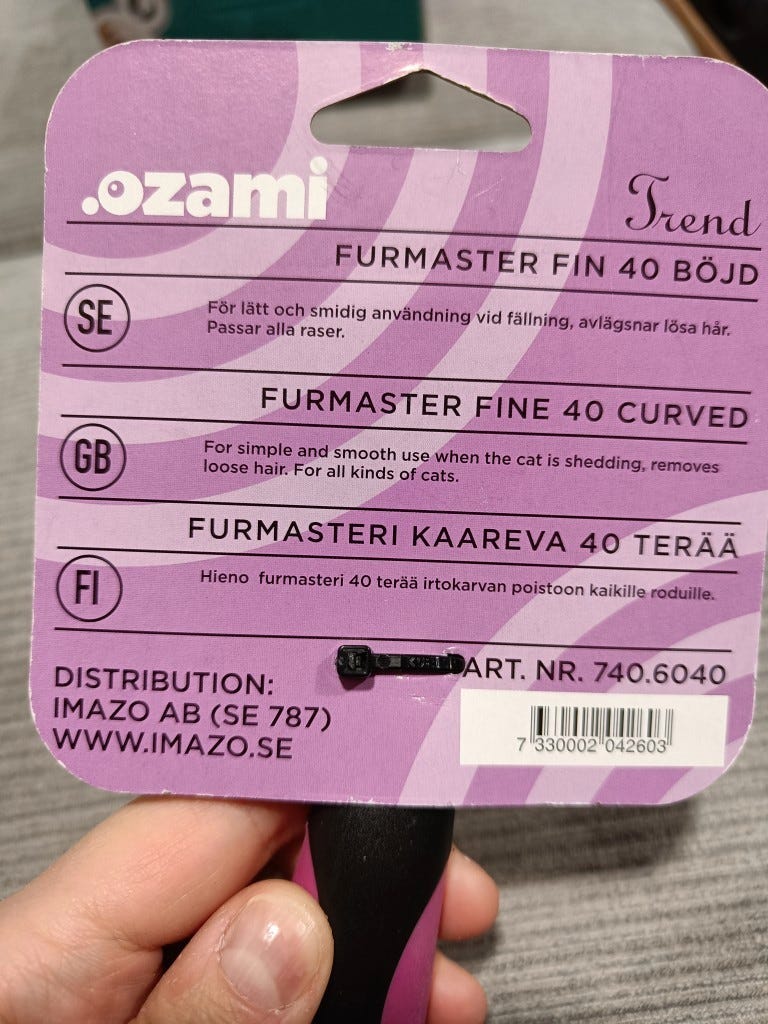 .ozami
Trend
FURMASTER FIN 40 BÖJD
SE
För lätt och smidig användning vid fällning, avlägsnar lösa hår.
Passar alla raser.
FURMASTER FINE 40 CURVED
GB
For simple and smooth use when the cat is shedding, removes
loose hair. For all kinds of cats.
FURMASTERI KAAREVA 40 TERÄÄ
FI
Hieno furmasteri 40 terää irtokarvan poistoon kaikille roduille.
ART. NR. 740.6040
DISTRIBUTION:
IMAZO AB (SE 787)
WWW.IMAZO.SE
7 330002 042603